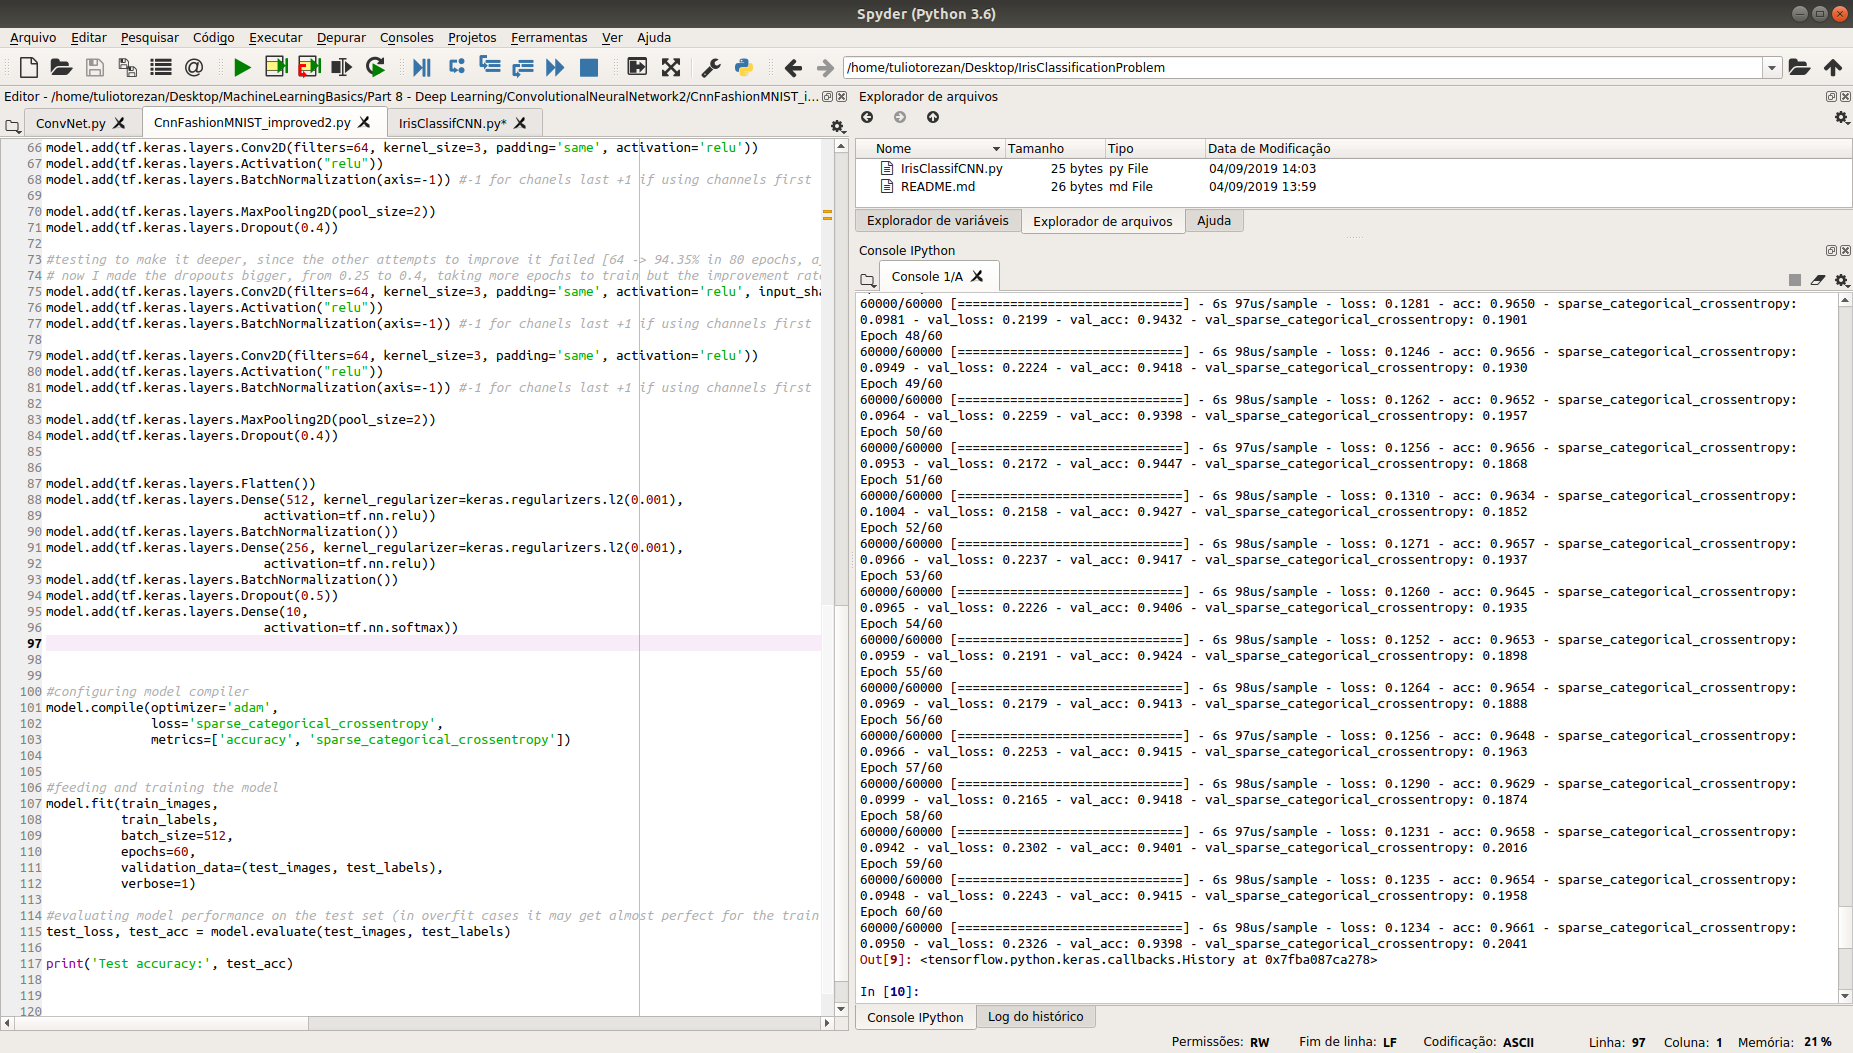 Spyder (Python 3.6)
Arquivo Editar Pesquisar Código Executar Depurar Consoles Projetos Ferramentas Ver Ajuda
/home/tuliotorezan/Desktop/IrisClassificationProblem
Editor - /home/tuliotorezan/Desktop/MachineLearningBasics/Part 8 - Deep Learning/ConvolutionalNeuralNetwork2/CnnFashionMNIST_i...
ConvNet.py CnnFashionMNIST_improved2.py IrisClassifCNN.py*
66 model.add(tf.keras.layers.Conv2D(filters=64, kernel_size=3, padding='same', activation='relu'))
67 model.add(tf.keras.layers.Activation("relu"))
68 model.add(tf.keras.layers.BatchNormalization(axis=-1)) #-1 for chanels last +1 if using channels first
69
70 model.add(tf.keras.layers.MaxPooling2D(pool_size=2))
71 model.add(tf.keras.layers.Dropout(0.4))
72
73 #testing to make it deeper, since the other attempts to improve it failed [64 -> 94.35% in 80 epochs, a
74 # now I made the dropouts bigger, from 0.25 to 0.4, taking more epochs to train but the improvement rat
75 model.add(tf.keras.layers.Conv2D(filters=64, kernel_size=3, padding='same', activation='relu', input_sha
76 model.add(tf.keras.layers.Activation("relu"))
77 model.add(tf.keras.layers.BatchNormalization(axis=-1)) #-1 for chanels last +1 if using channels first
78
79 model.add(tf.keras.layers.Conv2D(filters=64, kernel_size=3, padding='same', activation='relu'))
80 model.add(tf.keras.layers.Activation("relu"))
81 model.add(tf.keras.layers.BatchNormalization(axis=-1)) #-1 for chanels last +1 if using channels first
82
83 model.add(tf.keras.layers.MaxPooling2D(pool_size=2))
84 model.add(tf.keras.layers.Dropout(0.4))
85
86
87 model.add(tf.keras.layers.Flatten())
88 model.add(tf.keras.layers.Dense(512, kernel_regularizer=keras.regularizers.l2(0.001),
89 activation=tf.nn.relu))
90 model.add(tf.keras.layers.BatchNormalization())
91 model.add(tf.keras.layers.Dense(256, kernel_regularizer=keras.regularizers.l2(0.001),
92 activation=tf.nn.relu))
93 model.add(tf.keras.layers.BatchNormalization())
94 model.add(tf.keras.layers.Dropout(0.5))
95 model.add(tf.keras.layers.Dense(10,
96 activation=tf.nn.softmax))
97
98
99
100 #configuring model compiler
101 model.compile(optimizer='adam',
102 loss='sparse_categorical_crossentropy',
103 metrics=['accuracy', 'sparse_categorical_crossentropy'])
104
105
106 #feeding and training the model
107 model.fit(train_images,
108 train_labels,
109 batch_size=512,
110 epochs=60,
111 validation_data=(test_images, test_labels),
112 verbose=1)
113
114 #evaluating model performance on the test set (in overfit cases it may get almost perfect for the train
115 test_loss, test_acc = model.evaluate(test_images, test_labels)
116
117 print('Test accuracy:', test_acc)
118
119
120
Explorador de arquivos
Nome Tamanho Tipo Data de Modificação
IrisClassifCNN.py 25 bytes py File 04/09/2019 14:03
README.md 26 bytes md File 04/09/2019 13:59
Explorador de variáveis Explorador de arquivos Ajuda
Console IPython
Console 1/A
60000/60000 [==============================] - 6s 97us/sample - loss: 0.1281 - acc: 0.9650 - sparse_categorical_crossentropy:
0.0981 - val_loss: 0.2199 - val_acc: 0.9432 - val_sparse_categorical_crossentropy: 0.1901
Epoch 48/60
60000/60000 [==============================] - 6s 98us/sample - loss: 0.1246 - acc: 0.9656 - sparse_categorical_crossentropy:
0.0949 - val_loss: 0.2224 - val_acc: 0.9418 - val_sparse_categorical_crossentropy: 0.1930
Epoch 49/60
60000/60000 [==============================] - 6s 98us/sample - loss: 0.1262 - acc: 0.9652 - sparse_categorical_crossentropy:
0.0964 - val_loss: 0.2259 - val_acc: 0.9398 - val_sparse_categorical_crossentropy: 0.1957
Epoch 50/60
60000/60000 [==============================] - 6s 97us/sample - loss: 0.1256 - acc: 0.9656 - sparse_categorical_crossentropy:
0.0953 - val_loss: 0.2172 - val_acc: 0.9447 - val_sparse_categorical_crossentropy: 0.1868
Epoch 51/60
60000/60000 [==============================] - 6s 98us/sample - loss: 0.1310 - acc: 0.9634 - sparse_categorical_crossentropy:
0.1004 - val_loss: 0.2158 - val_acc: 0.9427 - val_sparse_categorical_crossentropy: 0.1852
Epoch 52/60
60000/60000 [==============================] - 6s 98us/sample - loss: 0.1271 - acc: 0.9657 - sparse_categorical_crossentropy:
0.0966 - val_loss: 0.2237 - val_acc: 0.9417 - val_sparse_categorical_crossentropy: 0.1937
Epoch 53/60
60000/60000 [==============================] - 6s 98us/sample - loss: 0.1260 - acc: 0.9645 - sparse_categorical_crossentropy:
0.0965 - val_loss: 0.2226 - val_acc: 0.9406 - val_sparse_categorical_crossentropy: 0.1935
Epoch 54/60
60000/60000 [==============================] - 6s 98us/sample - loss: 0.1252 - acc: 0.9653 - sparse_categorical_crossentropy:
0.0959 - val_loss: 0.2191 - val_acc: 0.9424 - val_sparse_categorical_crossentropy: 0.1898
Epoch 55/60
60000/60000 [==============================] - 6s 98us/sample - loss: 0.1264 - acc: 0.9654 - sparse_categorical_crossentropy:
0.0969 - val_loss: 0.2179 - val_acc: 0.9413 - val_sparse_categorical_crossentropy: 0.1888
Epoch 56/60
60000/60000 [==============================] - 6s 97us/sample - loss: 0.1256 - acc: 0.9648 - sparse_categorical_crossentropy:
0.0966 - val_loss: 0.2253 - val_acc: 0.9415 - val_sparse_categorical_crossentropy: 0.1963
Epoch 57/60
60000/60000 [==============================] - 6s 98us/sample - loss: 0.1290 - acc: 0.9629 - sparse_categorical_crossentropy:
0.0999 - val_loss: 0.2165 - val_acc: 0.9418 - val_sparse_categorical_crossentropy: 0.1874
Epoch 58/60
60000/60000 [==============================] - 6s 97us/sample - loss: 0.1231 - acc: 0.9658 - sparse_categorical_crossentropy:
0.0942 - val_loss: 0.2302 - val_acc: 0.9401 - val_sparse_categorical_crossentropy: 0.2016
Epoch 59/60
60000/60000 [==============================] - 6s 98us/sample - loss: 0.1235 - acc: 0.9654 - sparse_categorical_crossentropy:
0.0948 - val_loss: 0.2243 - val_acc: 0.9415 - val_sparse_categorical_crossentropy: 0.1958
Epoch 60/60
60000/60000 [==============================] - 6s 98us/sample - loss: 0.1234 - acc: 0.9661 - sparse_categorical_crossentropy:
0.0950 - val_loss: 0.2326 - val_acc: 0.9398 - val_sparse_categorical_crossentropy: 0.2041
Out[9]: <tensorflow.python.keras.callbacks.History at 0x7fba087ca278>
In [10]:
Console IPython Log do histórico
Permissões: RW Fim de linha: LF Codificação: ASCII Linha: 97 Coluna: 1 Memória: 21 %